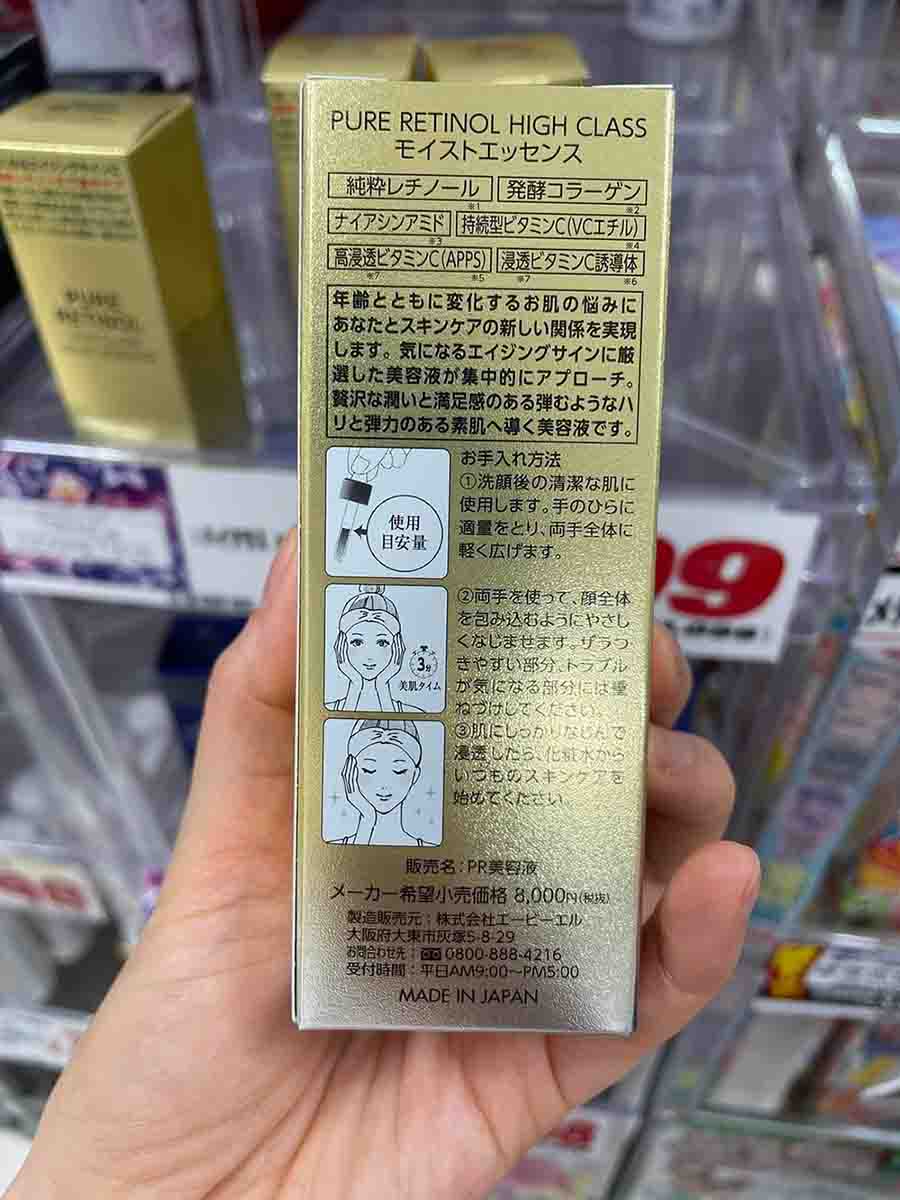 PURE RETINOL HIGH CLASS
モイストエッセンス
純粋レチノール※1 発酵コラーゲン※2
ナイアシンアミド※3 持続型ビタミンC(VCエチル)※4
高浸透ビタミンC(APPS)※7 ※5 浸透ビタミンC誘導体※7 ※6
年齢とともに変化するお肌の悩みに
あなたとスキンケアの新しい関係を実現
します。気になるエイジングサインに厳
選した美容液が集中的にアプローチ。
贅沢な潤いと満足感のある弾むようなハ
リと弾力のある素肌へ導く美容液です。
お手入れ方法
①洗顔後の清潔な肌に
使用します。手のひらに
適量をとり、両手全体に
軽く広げます。
使用
目安量
②両手を使って、顔全体
を包み込むようにやさし
くなじませます。ザラつ
きやすい部分、トラブル
が気になる部分には重
ねづけしてください。
3分
美肌タイム
③肌にしっかりなじんで
浸透したら、化粧水から
いつものスキンケアを
始めてください。
販売名：PR美容液
メーカー希望小売価格 8,000円(税抜)
製造販売元：株式会社エービーエル
大阪府大東市灰塚5-8-29
お問合わせ先：0800-888-4216
受付時間：平日AM9:00〜PM5:00
MADE IN JAPAN
PURE
RETINOL
99